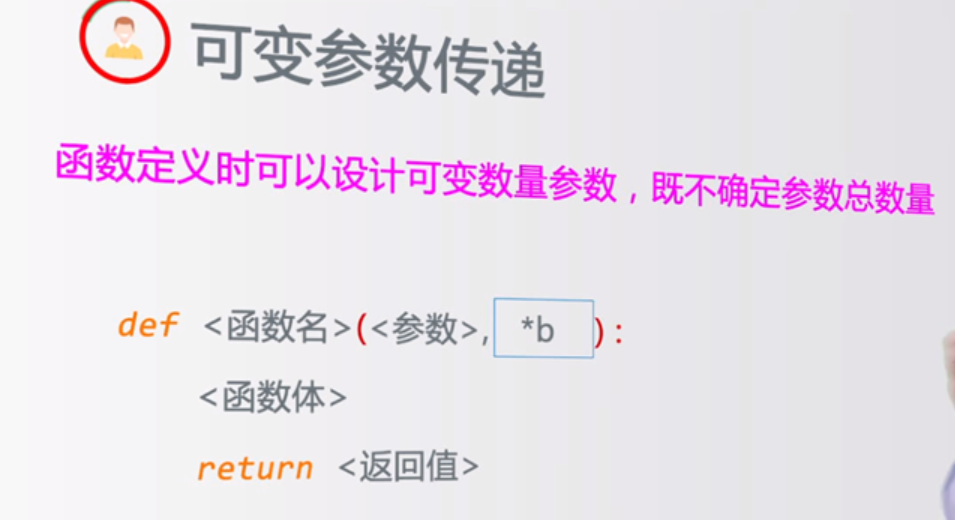 可变参数传递
函数定义时可以设计可变数量参数，既不确定参数总数量
def <函数名>(<参数>, *b ):
<函数体>
return <返回值>